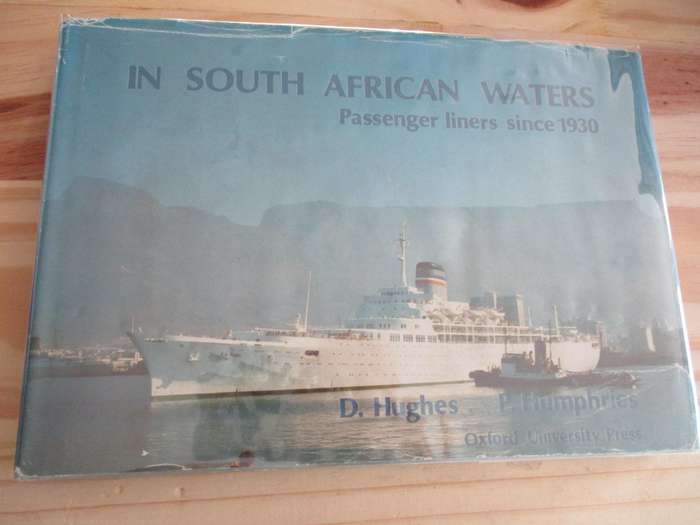 IN SOUTH AFRICAN WATERS
Passenger liners since 1930
D. Hughes P. Humphries
Oxford University Press